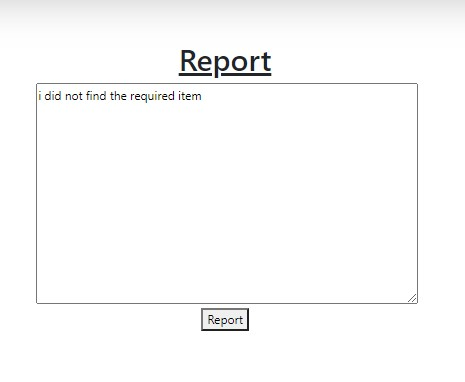 Report
i did not find the required item
Report